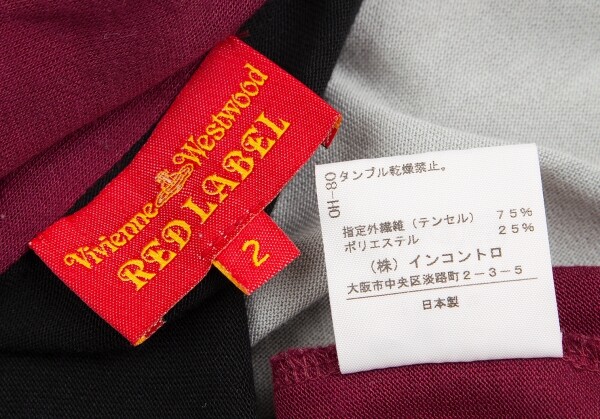 Vivienne Westwood
RED LABEL
2
タンブル乾燥禁止。
OH-80
指定外繊維（テンセル） 75%
ポリエステル 25%
（株）インコントロ
大阪市中央区淡路町2-3-5
日本製